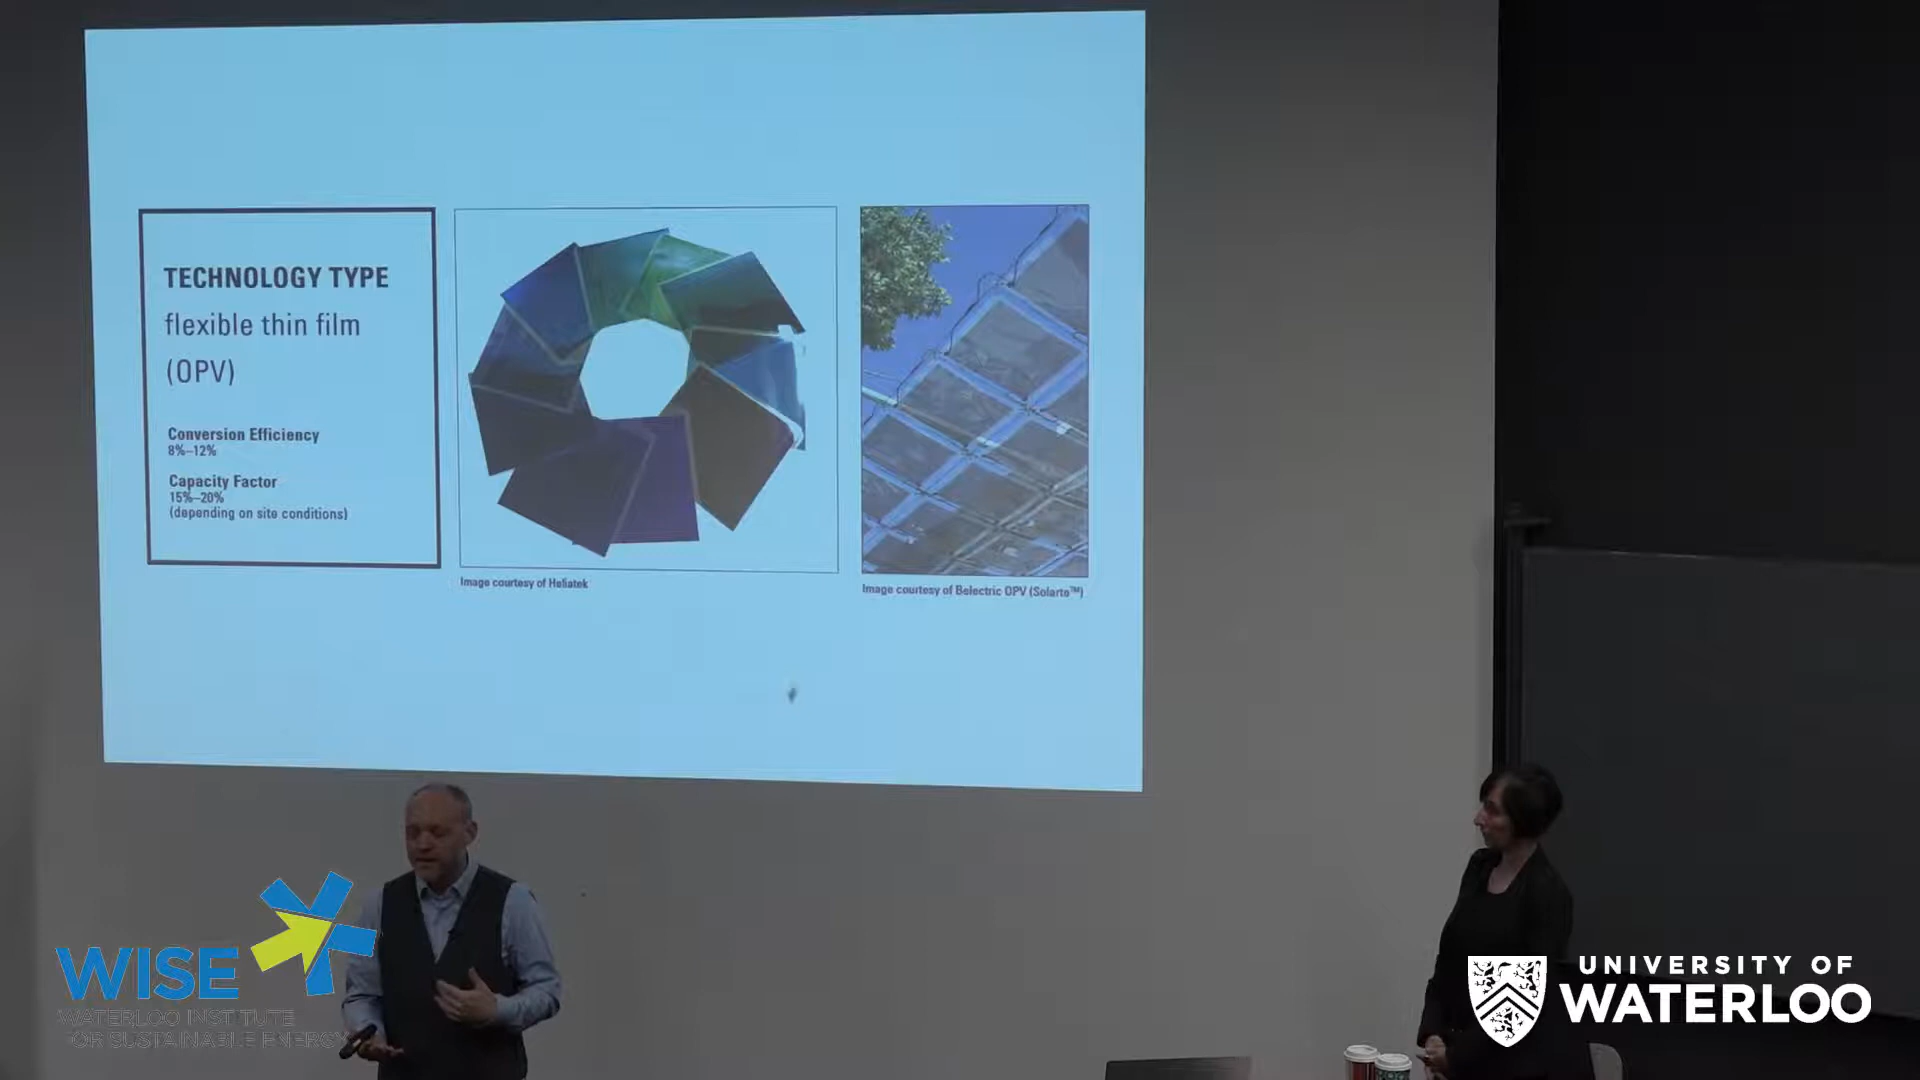 TECHNOLOGY TYPE
flexible thin film
(OPV)
Conversion Efficiency
8%–12%
Capacity Factor
15%–20%
(depending on site conditions)
Image courtesy of Heliatek
Image courtesy of Belectric OPV (Solarte™)
WISE
WATERLOO INSTITUTE
FOR SUSTAINABLE ENERGY
UNIVERSITY OF
WATERLOO